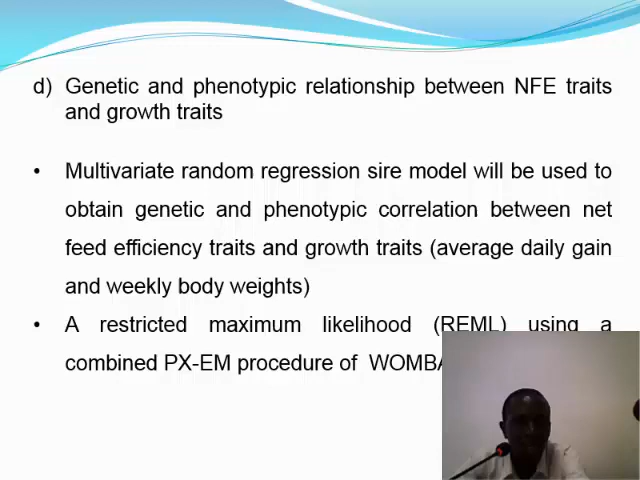 d) Genetic and phenotypic relationship between NFE traits
and growth traits
• Multivariate random regression sire model will be used to
obtain genetic and phenotypic correlation between net
feed efficiency traits and growth traits (average daily gain
and weekly body weights)
• A restricted maximum likelihood (REML) using a
combined PX-EM procedure of WOMBA